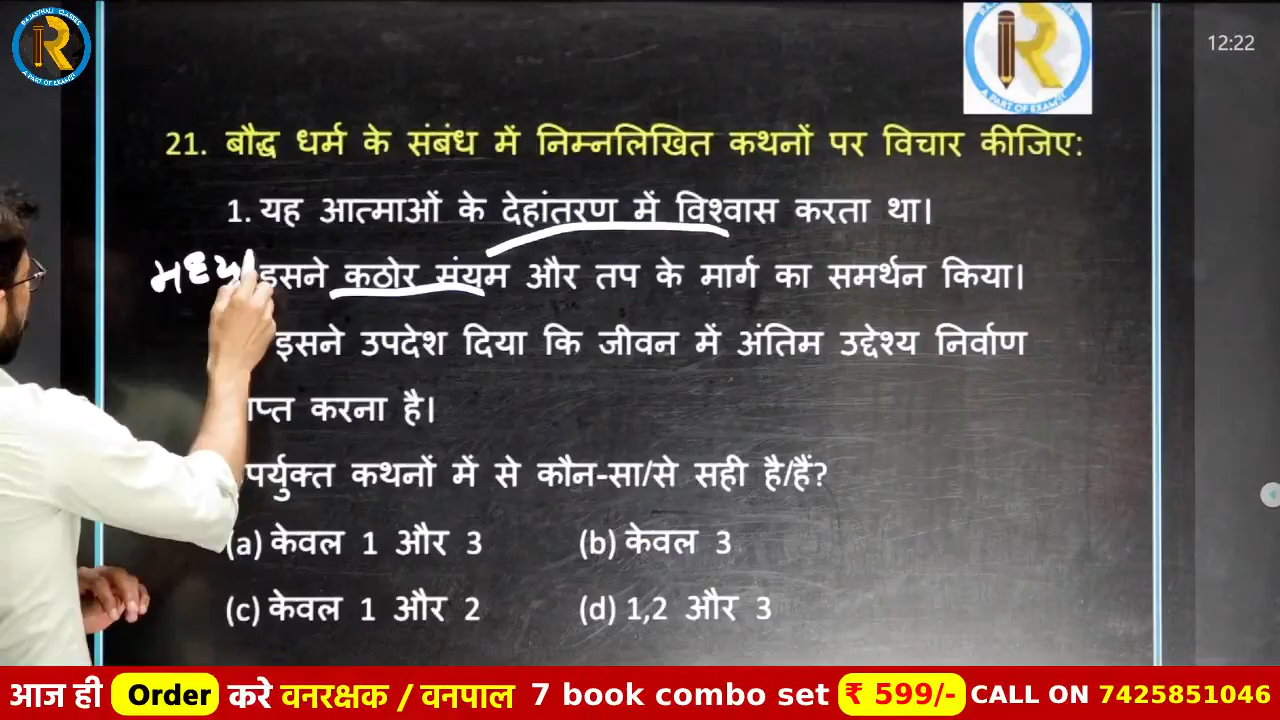 12:22
21. बौद्ध धर्म के संबंध में निम्नलिखित कथनों पर विचार कीजिए:
1. यह आत्माओं के देहांतरण में विश्वास करता था।
मध्य इसने कठोर संयम और तप के मार्ग का समर्थन किया।
इसने उपदेश दिया कि जीवन में अंतिम उद्देश्य निर्वाण
करना है।
कथनों में से कौन-सा/से सही है/हैं?
(a) केवल 1 और 3 (b) केवल 3
(c) केवल 1 और 2 (d) 1,2 और 3
आज ही Order करे वनरक्षक / वनपाल 7 book combo set ₹ 599/- CALL ON 7425851046